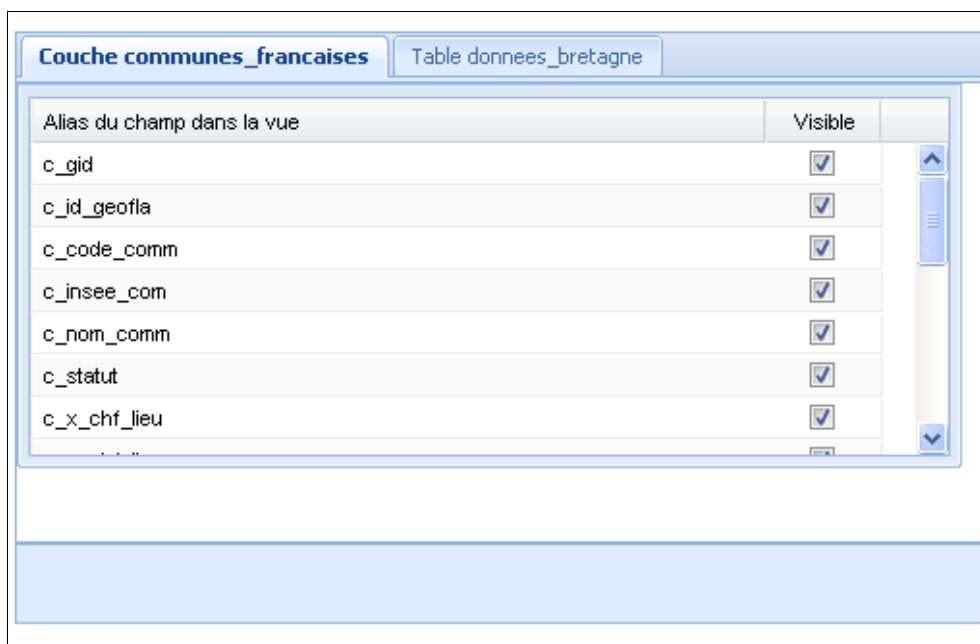 Couche communes_francaises Table donnees_bretagne
Alias du champ dans la vue Visible
c_gid
c_id_geofla
c_code_comm
c_insee_com
c_nom_comm
c_statut
c_x_chf_lieu